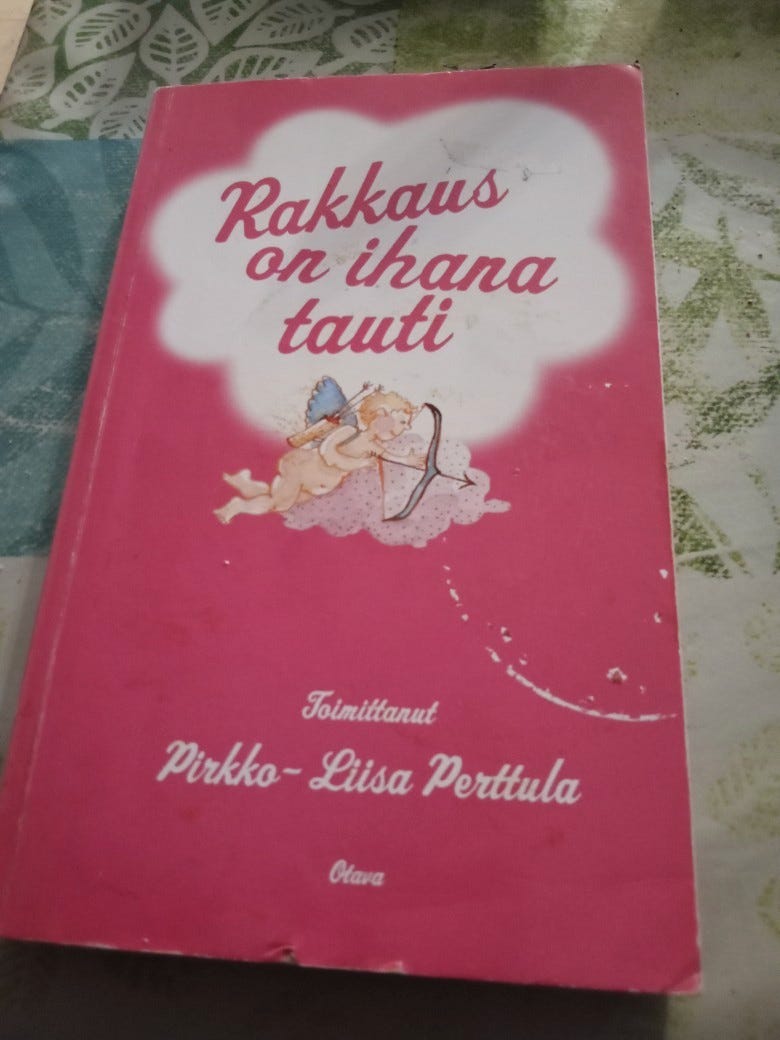 Rakkaus
on ihana
tauti
Toimittanut
Pirkko-Liisa Perttula
Otava